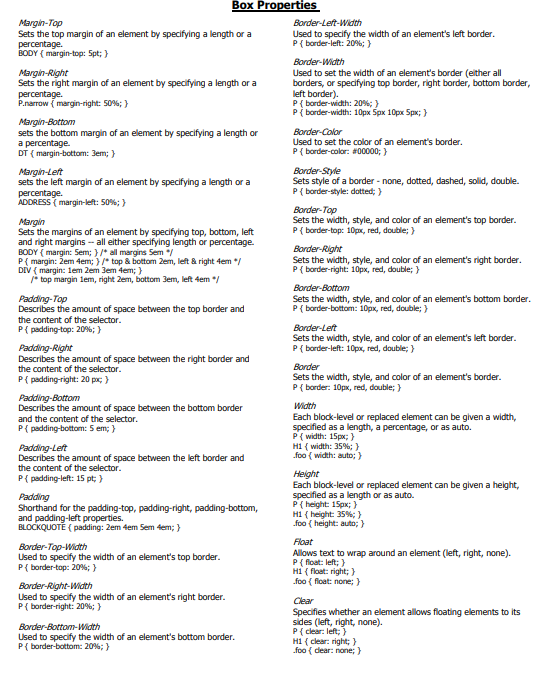 Box Properties
Margin-Top
Sets the top margin of an element by specifying a length or a
percentage.
BODY { margin-top: 5pt; }
Margin-Right
Sets the right margin of an element by specifying a length or a
percentage.
P.narrow { margin-right: 50%; }
Margin-Bottom
sets the bottom margin of an element by specifying a length or
a percentage.
DT { margin-bottom: 3em; }
Margin-Left
sets the left margin of an element by specifying a length or a
percentage.
ADDRESS { margin-left: 50%; }
Margin
Sets the margins of an element by specifying top, bottom, left
and right margins -- all either specifying length or percentage.
BODY { margin: 5em; } /* all margins 5em */
P { margin: 2em 4em; } /* top & bottom 2em, left & right 4em */
DIV { margin: 1em 2em 3em 4em; }
/* top margin 1em, right 2em, bottom 3em, left 4em */
Padding-Top
Describes the amount of space between the top border and
the content of the selector.
P { padding-top: 20%; }
Padding-Right
Describes the amount of space between the right border and
the content of the selector.
P { padding-right: 20 px; }
Padding-Bottom
Describes the amount of space between the bottom border
and the content of the selector.
P { padding-bottom: 5 em; }
Padding-Left
Describes the amount of space between the left border and
the content of the selector.
P { padding-left: 15 pt; }
Padding
Shorthand for the padding-top, padding-right, padding-bottom,
and padding-left properties.
BLOCKQUOTE { padding: 2em 4em 5em 4em; }
Border-Top-Width
Used to specify the width of an element's top border.
P { border-top: 20%; }
Border-Right-Width
Used to specify the width of an element's right border.
P { border-right: 20%; }
Border-Bottom-Width
Used to specify the width of an element's bottom border.
P { border-bottom: 20%; }
Border-Left-Width
Used to specify the width of an element's left border.
P { border-left: 20%; }
Border-Width
Used to set the width of an element's border (either all
borders, or specifying top border, right border, bottom border,
left border).
P { border-width: 20%; }
P { border-width: 10px 5px 10px 5px; }
Border-Color
Used to set the color of an element's border.
P { border-color: #00000; }
Border-Style
Sets style of a border - none, dotted, dashed, solid, double.
P { border-style: dotted; }
Border-Top
Sets the width, style, and color of an element's top border.
P { border-top: 10px, red, double; }
Border-Right
Sets the width, style, and color of an element's right border.
P { border-right: 10px, red, double; }
Border-Bottom
Sets the width, style, and color of an element's bottom border.
P { border-bottom: 10px, red, double; }
Border-Left
Sets the width, style, and color of an element's left border.
P { border-left: 10px, red, double; }
Border
Sets the width, style, and color of an element's border.
P { border: 10px, red, double; }
Width
Each block-level or replaced element can be given a width,
specified as a length, a percentage, or as auto.
P { width: 15px; }
H1 { width: 35%; }
.foo { width: auto; }
Height
Each block-level or replaced element can be given a height,
specified as a length or as auto.
P { height: 15px; }
H1 { height: 35%; }
.foo { height: auto; }
Float
Allows text to wrap around an element (left, right, none).
P { float: left; }
H1 { float: right; }
.foo { float: none; }
Clear
Specifies whether an element allows floating elements to its
sides (left, right, none).
P { clear: left; }
H1 { clear: right; }
.foo { clear: none; }